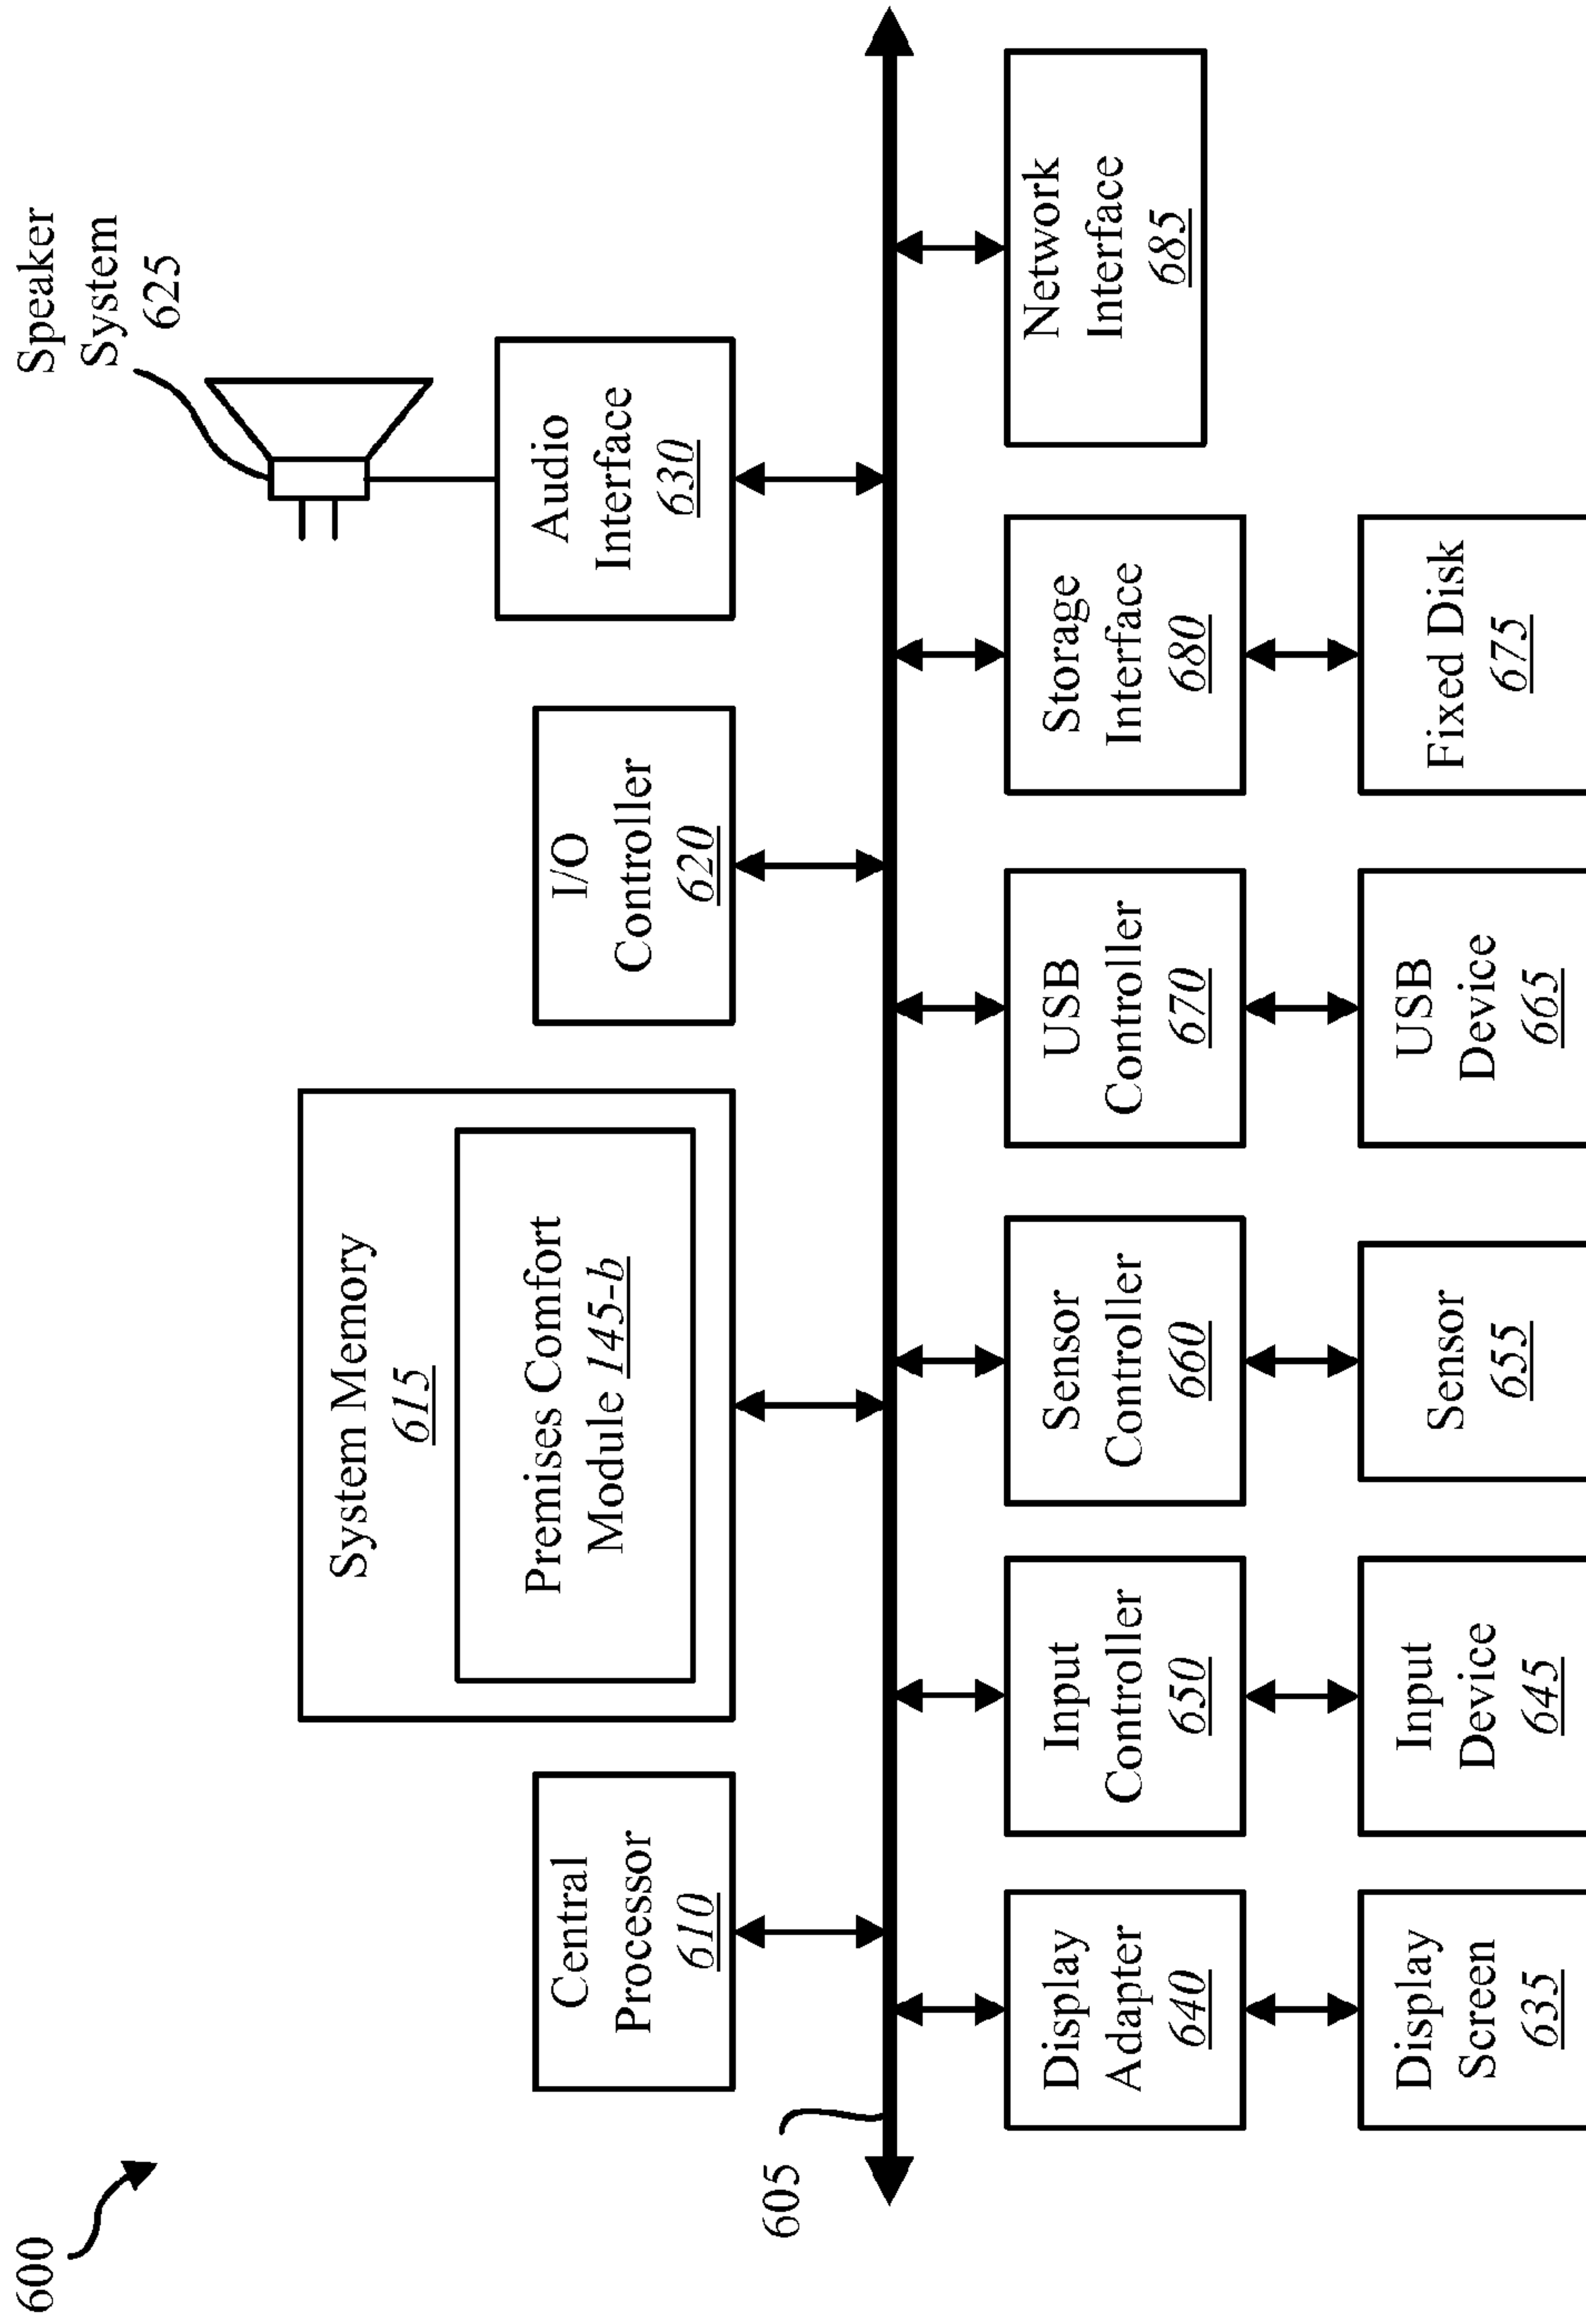 600
Speaker
System
625
System Memory
615
Premises Comfort
Module 145-b
Central
Processor
610
I/O
Controller
620
Audio
Interface
630
605
Display
Adapter
640
Input
Controller
650
Sensor
Controller
660
USB
Controller
670
Storage
Interface
680
Network
Interface
685
Display
Screen
635
Input
Device
645
Sensor
655
USB
Device
665
Fixed Disk
675